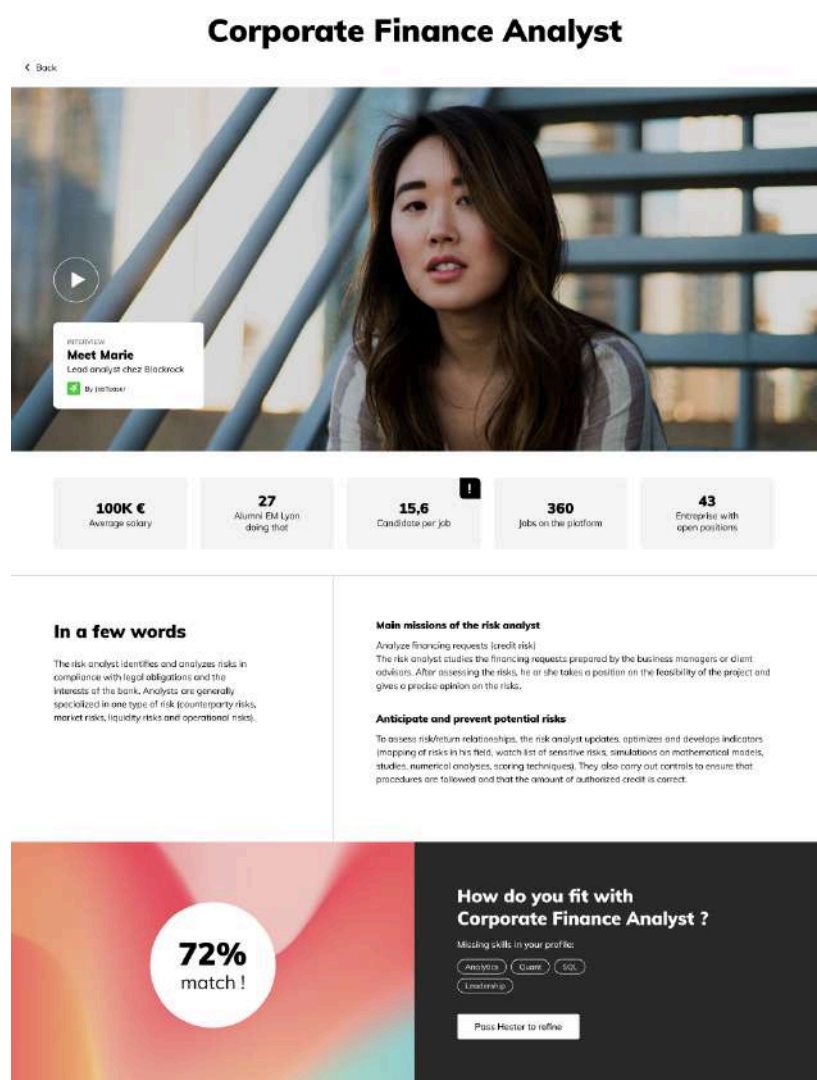 Corporate Finance Analyst
Back
INTERVIEW
Meet Marie
Lead analyst chez Blackrock
By JobTeaser
100K €
Average salary
27
Alumni EM Lyon
doing that
!
15,6
Candidate per job
360
Jobs on the platform
43
Entreprise with
open positions
In a few words
The risk analyst identifies and analyzes risks in
compliance with legal obligations and the
interests of the bank. Analysts are generally
specialized in one type of risk (counterparty risks,
market risks, liquidity risks and operational risks).
Main missions of the risk analyst
Analyze financing requests (credit risk)
The risk analyst studies the financing requests prepared by the business managers or client
advisors. After assessing the risks, he or she takes a position on the feasibility of the project and
gives a precise opinion on the risks.
Anticipate and prevent potential risks
To assess risk/return relationships, the risk analyst updates, optimizes and develops indicators
(mapping of risks in his field, watch list of sensitive risks, simulations on mathematical models,
studies, numerical analyses, scoring techniques). They also carry out controls to ensure that
procedures are followed and that the amount of authorized credit is correct.
72%
match !
How do you fit with
Corporate Finance Analyst ?
Missing skills in your profile:
Analytics Quant SQL
Leadership
Pass Hester to refine